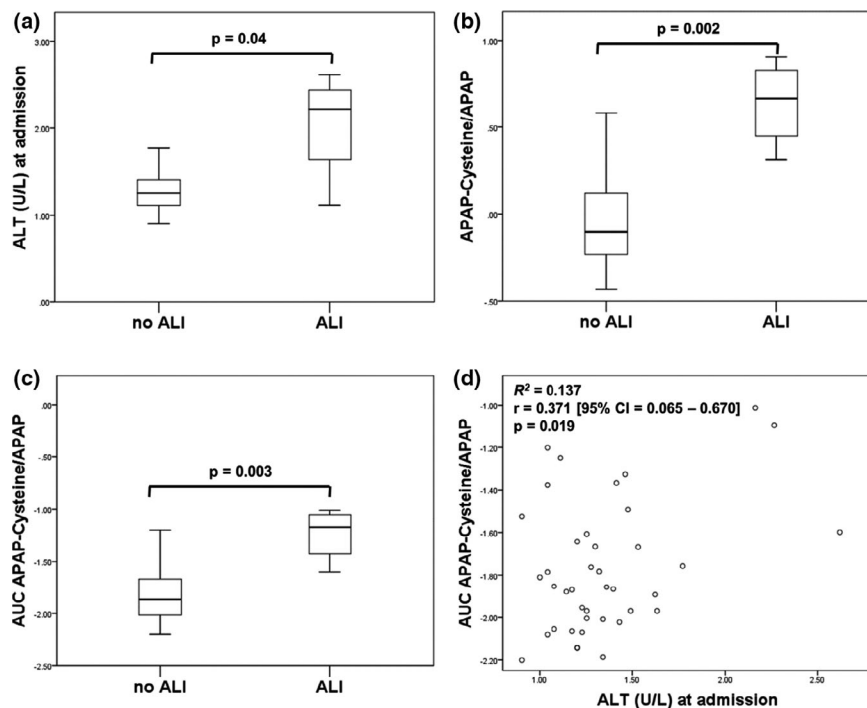 (a)
p = 0.04
ALT (U/L) at admission
3.00
2.00
1.00
.00
no ALI ALI
(b)
p = 0.002
APAP-Cysteine/APAP
1.00
.50
.00
-.50
no ALI ALI
(c)
p = 0.003
AUC APAP-Cysteine/APAP
.00
-.50
-1.00
-1.50
-2.00
-2.50
no ALI ALI
(d)
R² = 0.137
r = 0.371 [95% CI = 0.065 – 0.670]
p = 0.019
AUC APAP-Cysteine/APAP
-1.00
-1.20
-1.40
-1.60
-1.80
-2.00
-2.20
1.00 1.50 2.00 2.50
ALT (U/L) at admission